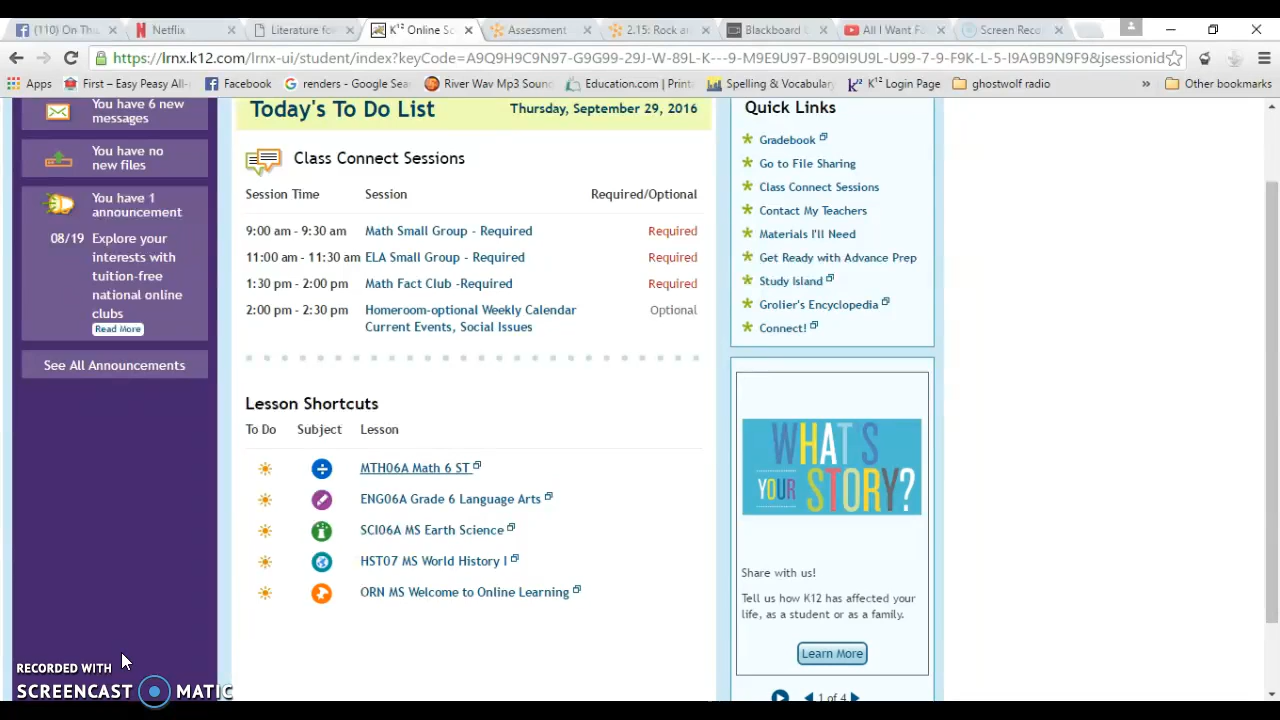 (110) On Th
Netflix
Literature fo
K¹² Online S
Assessment
2.15: Rock a
Blackboard
All I Want F
Screen Reco
https://lrnx.k12.com/lrnx-ui/student/index?keyCode=A9Q9H9C9N97-G9G99-29J-W-89L-K---9-M9E9U97-B909I9U9L-U99-7-9-F9K-L-5-I9A9B9N9F9&jsessionid
Apps
First – Easy Peasy All-
Facebook
renders - Google Sea
River Wav Mp3 Soun
Education.com | Print
Spelling & Vocabulary
K¹² Login Page
ghostwolf radio
»
Other bookmarks
You have 6 new
messages
You have no
new files
You have 1
announcement
08/19 Explore your
interests with
tuition-free
national online
clubs
Read More
See All Announcements
Today's To Do List
Thursday, September 29, 2016
Class Connect Sessions
Session Time Session Required/Optional
9:00 am - 9:30 am Math Small Group - Required Required
11:00 am - 11:30 am ELA Small Group - Required Required
1:30 pm - 2:00 pm Math Fact Club -Required Required
2:00 pm - 2:30 pm Homeroom-optional Weekly Calendar Optional
Current Events, Social Issues
Lesson Shortcuts
To Do Subject Lesson
MTH06A Math 6 ST
ENG06A Grade 6 Language Arts
SCI06A MS Earth Science
HST07 MS World History I
ORN MS Welcome to Online Learning
Quick Links
Gradebook
Go to File Sharing
Class Connect Sessions
Contact My Teachers
Materials I'll Need
Get Ready with Advance Prep
Study Island
Grolier's Encyclopedia
Connect!
WHAT'S
YOUR STORY?
Share with us!
Tell us how K12 has affected your
life, as a student or as a family.
Learn More
1 of 4
RECORDED WITH
SCREENCAST MATIC